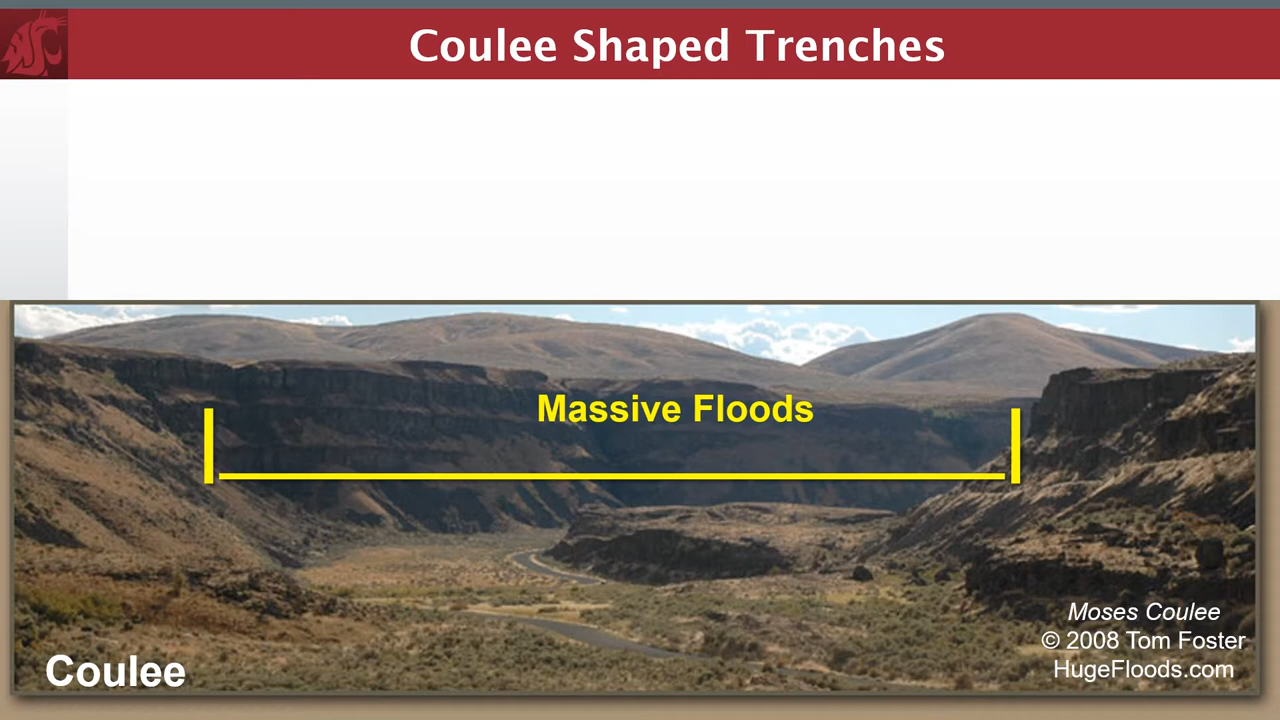 Coulee Shaped Trenches
Massive Floods
Moses Coulee
© 2008 Tom Foster
HugeFloods.com
Coulee